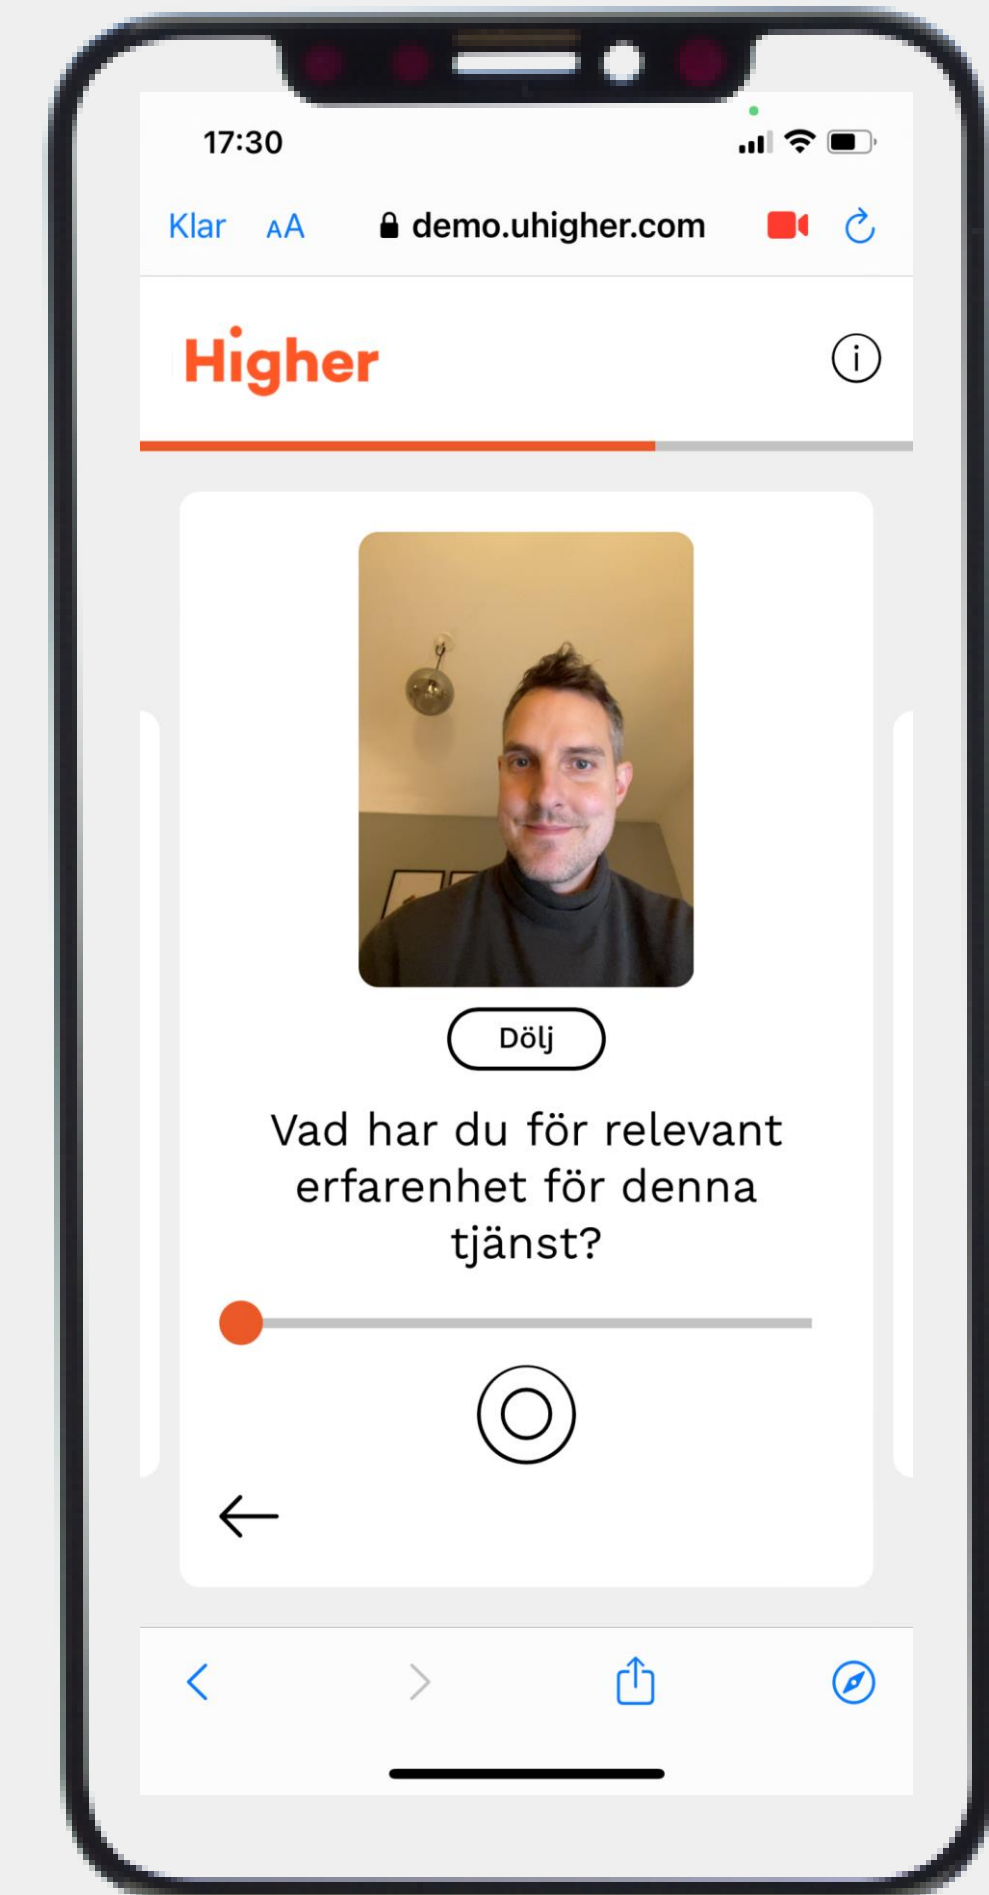 17:30
Klar AA demo.uhigher.com
Higher
i
Dölj
Vad har du för relevant
erfarenhet för denna
tjänst?